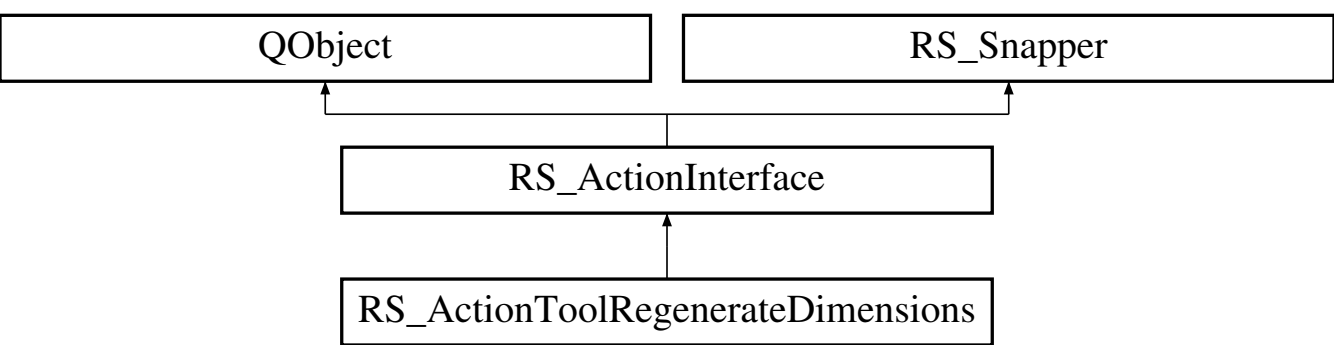 QObject
RS_Snapper
RS_ActionInterface
RS_ActionToolRegenerateDimensions